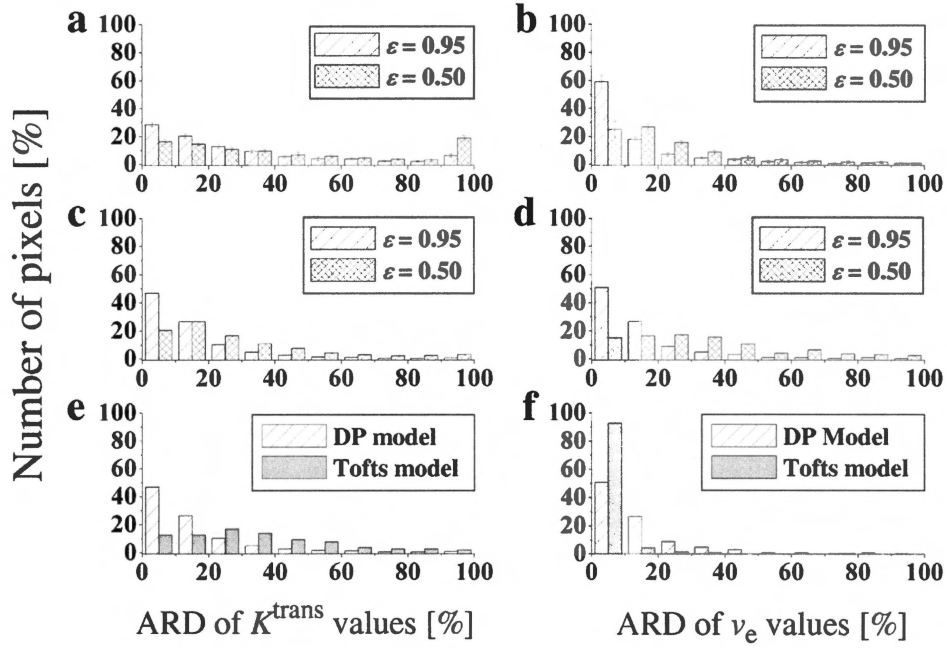 Number of pixels [%]
a
100
80
60
40
20
0
ε = 0.95
ε = 0.50
0 20 40 60 80 100
b
100
80
60
40
20
0
ε = 0.95
ε = 0.50
0 20 40 60 80 100
c
100
80
60
40
20
0
ε = 0.95
ε = 0.50
0 20 40 60 80 100
d
100
80
60
40
20
0
ε = 0.95
ε = 0.50
0 20 40 60 80 100
e
100
80
60
40
20
0
DP model
Tofts model
0 20 40 60 80 100
f
100
80
60
40
20
0
DP Model
Tofts model
0 20 40 60 80 100
ARD of K^trans values [%]
ARD of v_e values [%]